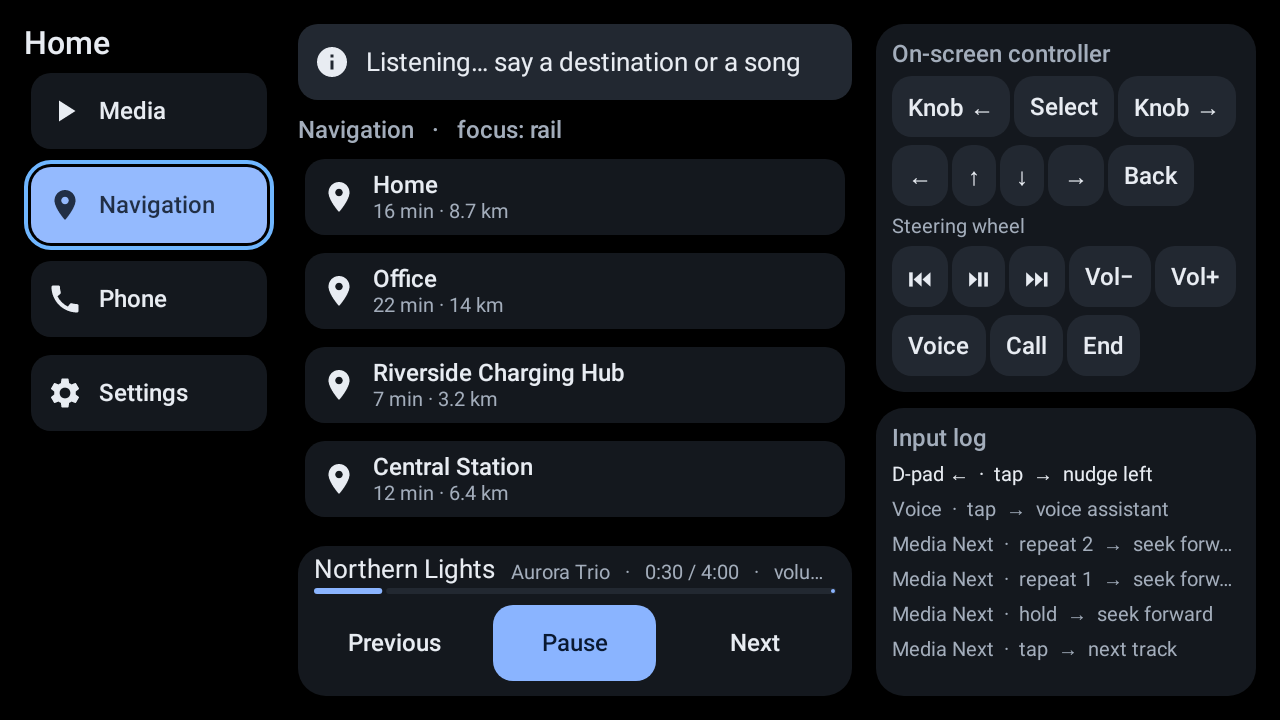 Home
Media
Navigation
Phone
Settings
Listening... say a destination or a song
Navigation · focus: rail
Home
16 min · 8.7 km
Office
22 min · 14 km
Riverside Charging Hub
7 min · 3.2 km
Central Station
12 min · 6.4 km
Northern Lights Aurora Trio · 0:30 / 4:00 · volu...
Previous Pause Next
On-screen controller
Knob ← Select Knob →
← ↑ ↓ → Back
Steering wheel
⏮ ⏯ ⏭ Vol− Vol+
Voice Call End
Input log
D-pad ← · tap → nudge left
Voice · tap → voice assistant
Media Next · repeat 2 → seek forw...
Media Next · repeat 1 → seek forw...
Media Next · hold → seek forward
Media Next · tap → next track